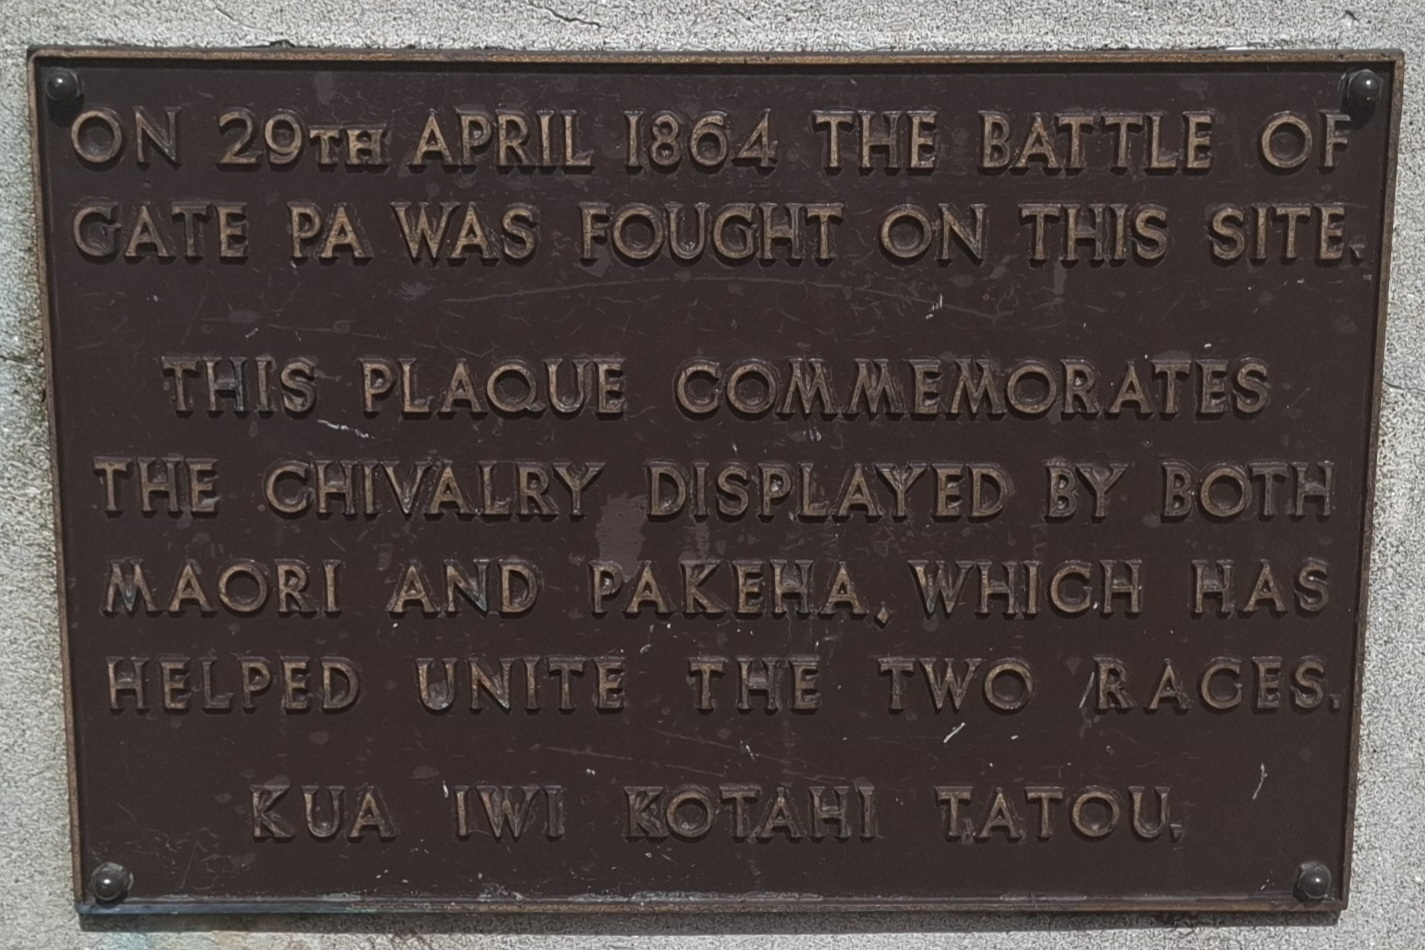 ON 29TH APRIL 1864 THE BATTLE OF
GATE PA WAS FOUGHT ON THIS SITE.
THIS PLAQUE COMMEMORATES
THE CHIVALRY DISPLAYED BY BOTH
MAORI AND PAKEHA, WHICH HAS
HELPED UNITE THE TWO RACES.
KUA IWI KOTAHI TATOU.